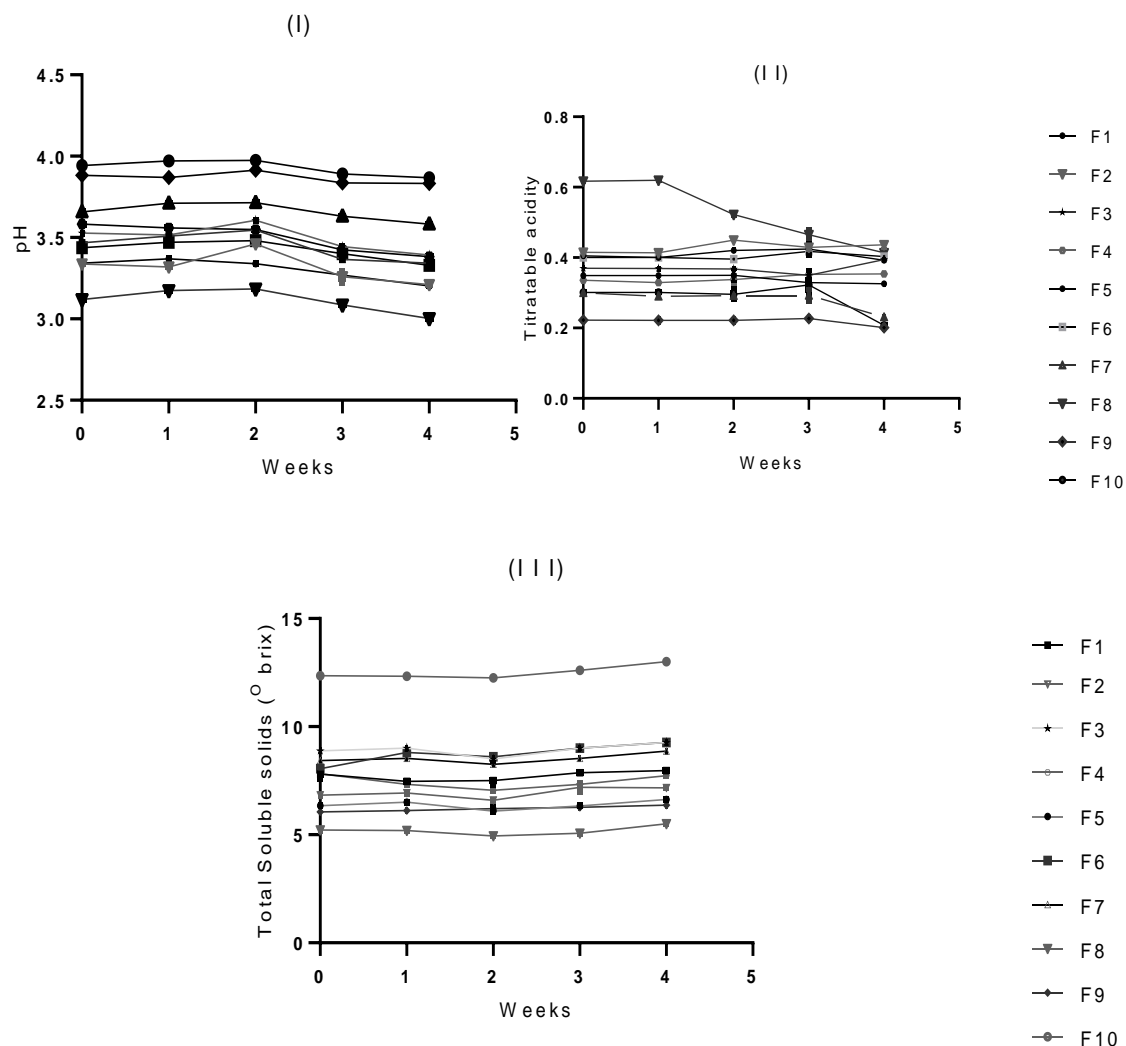 (I)
4.5
4.0
3.5
3.0
2.5
pH
0 1 2 3 4 5
Weeks
(II)
0.8
0.6
0.4
0.2
0.0
Titratable acidity
0 1 2 3 4 5
Weeks
F1
F2
F3
F4
F5
F6
F7
F8
F9
F10
(III)
15
10
5
0
Total Soluble solids (O brix)
0 1 2 3 4 5
Weeks
F1
F2
F3
F4
F5
F6
F7
F8
F9
F10